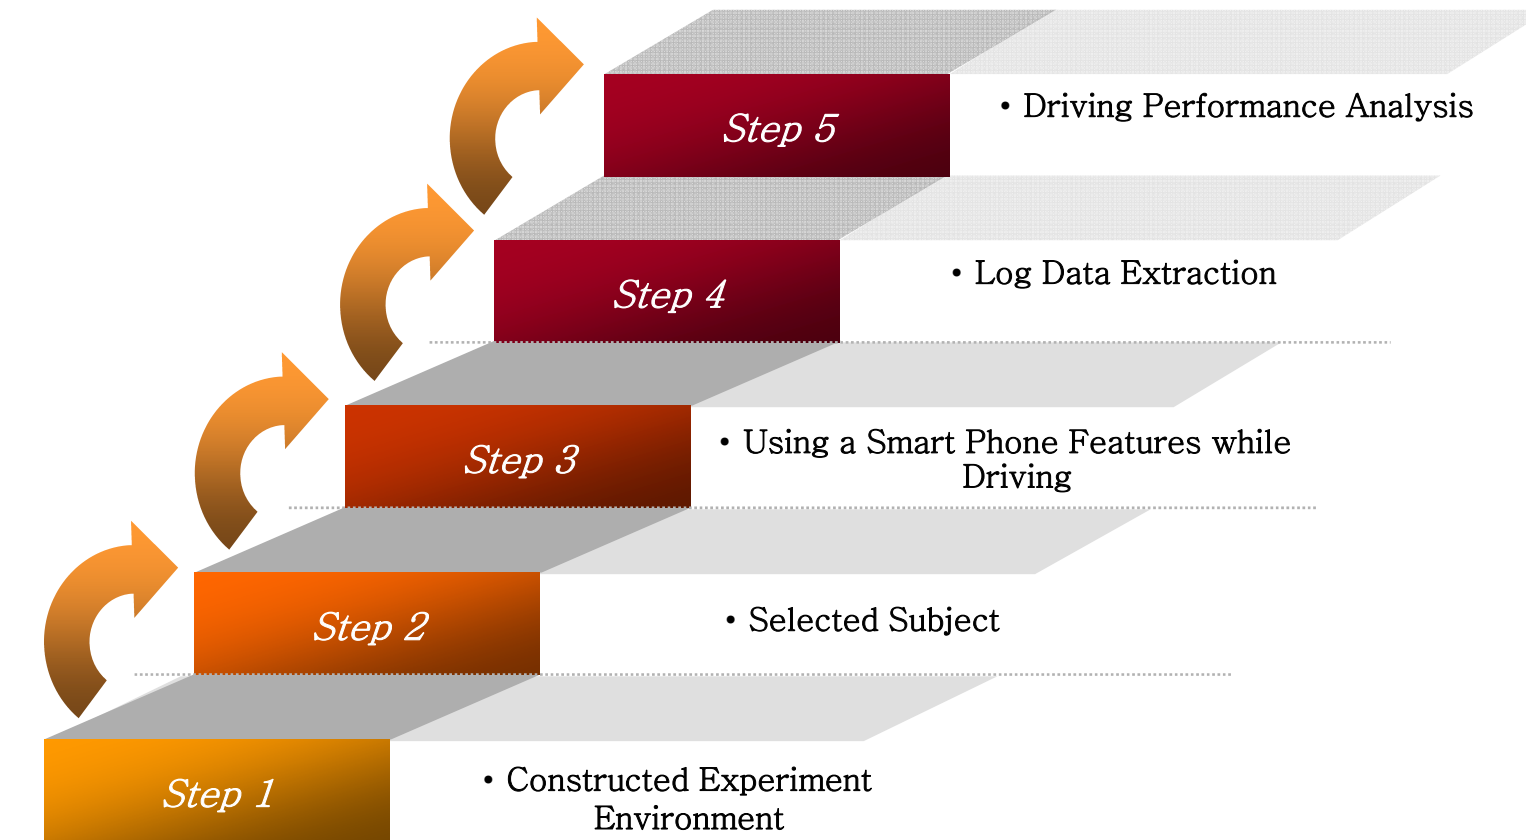 Step 5
• Driving Performance Analysis
Step 4
• Log Data Extraction
Step 3
• Using a Smart Phone Features while
Driving
Step 2
• Selected Subject
Step 1
• Constructed Experiment
Environment